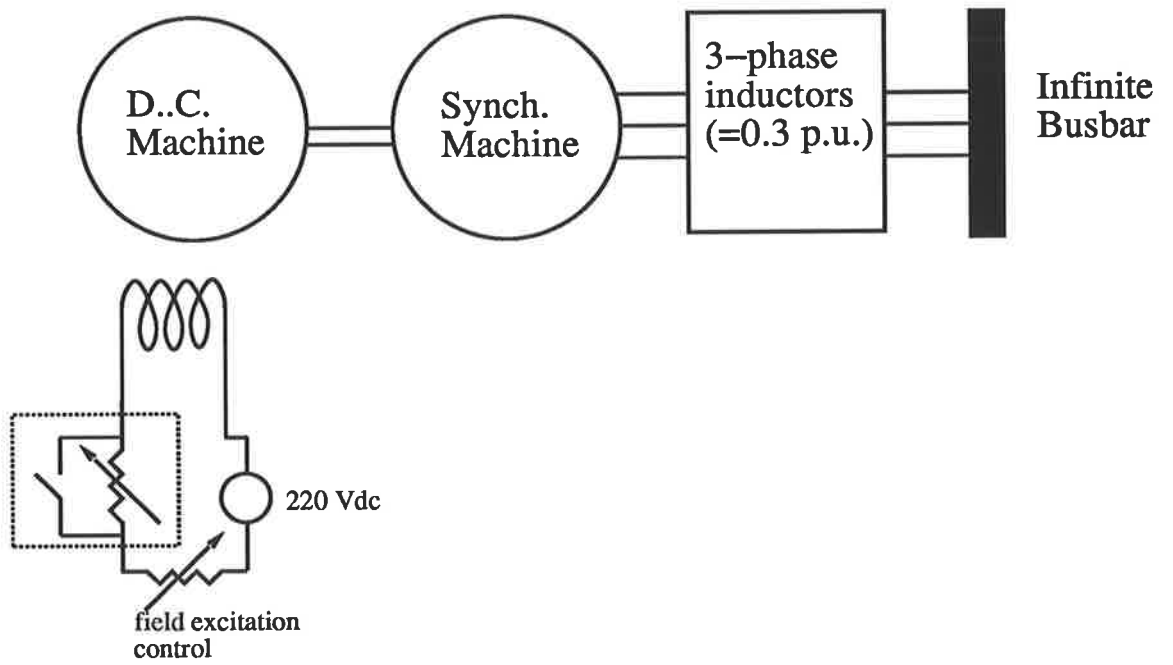 D..C.
Machine
Synch.
Machine
3–phase
inductors
(=0.3 p.u.)
Infinite
Busbar
220 Vdc
field excitation
control